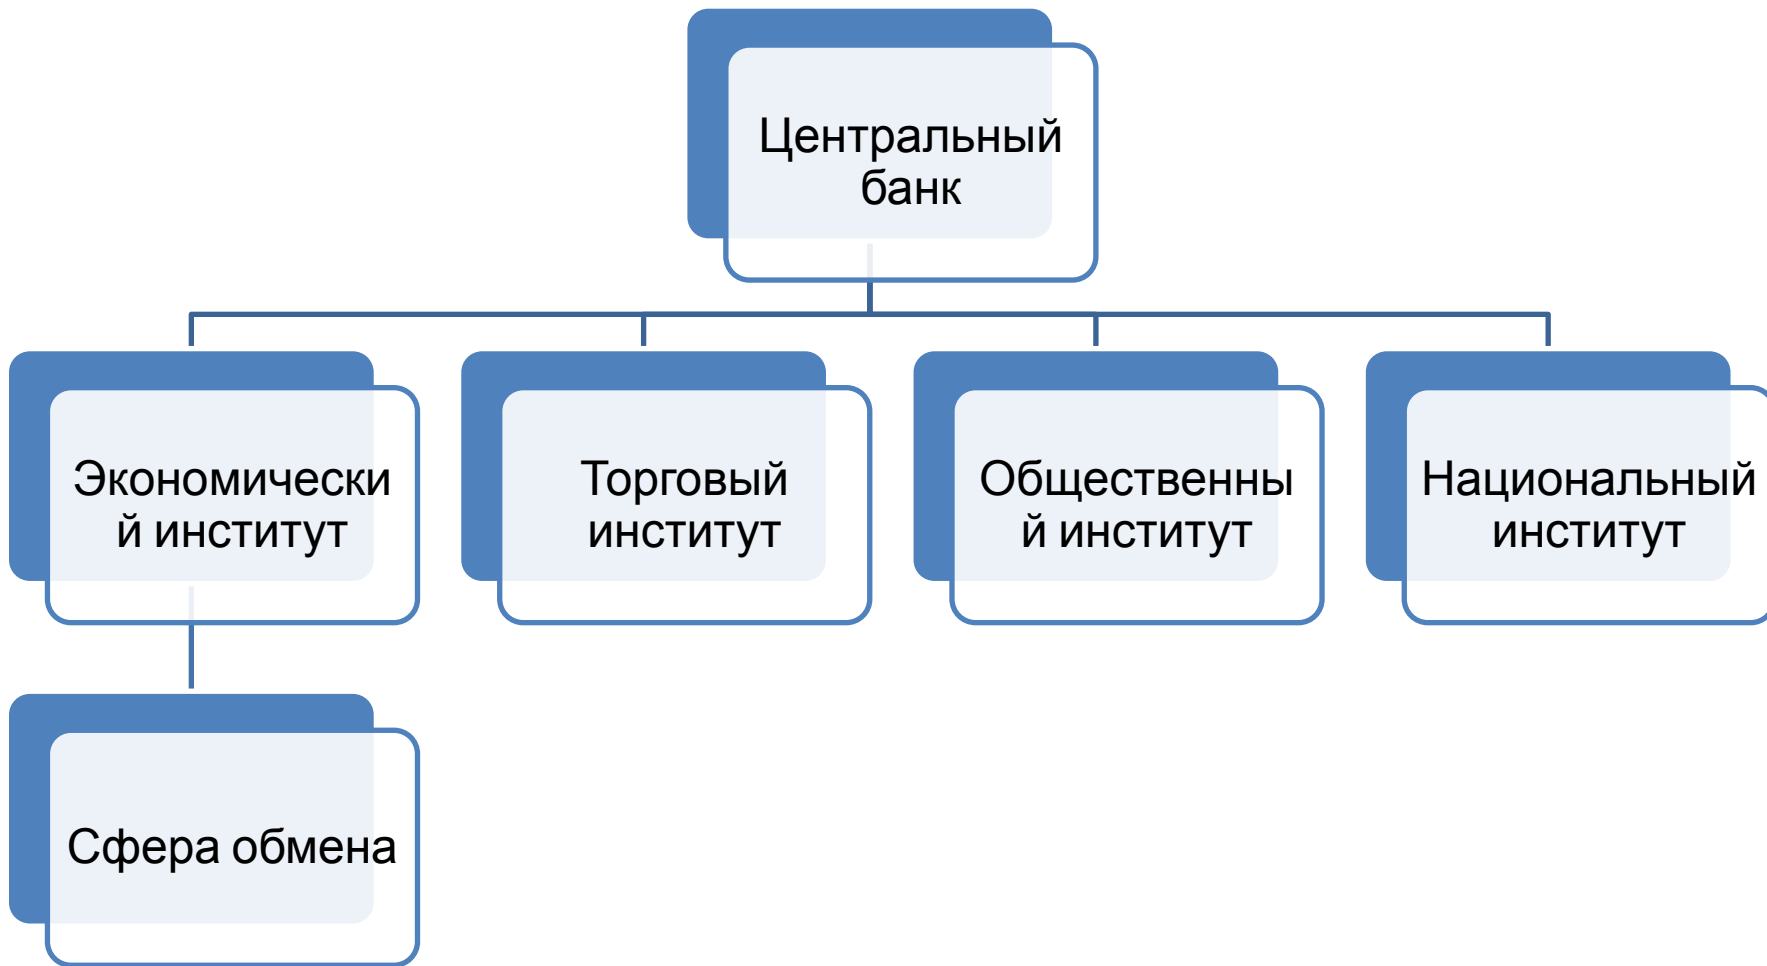 Центральный
банк
Экономически
й институт
Торговый
институт
Общественны
й институт
Национальный
институт
Сфера обмена